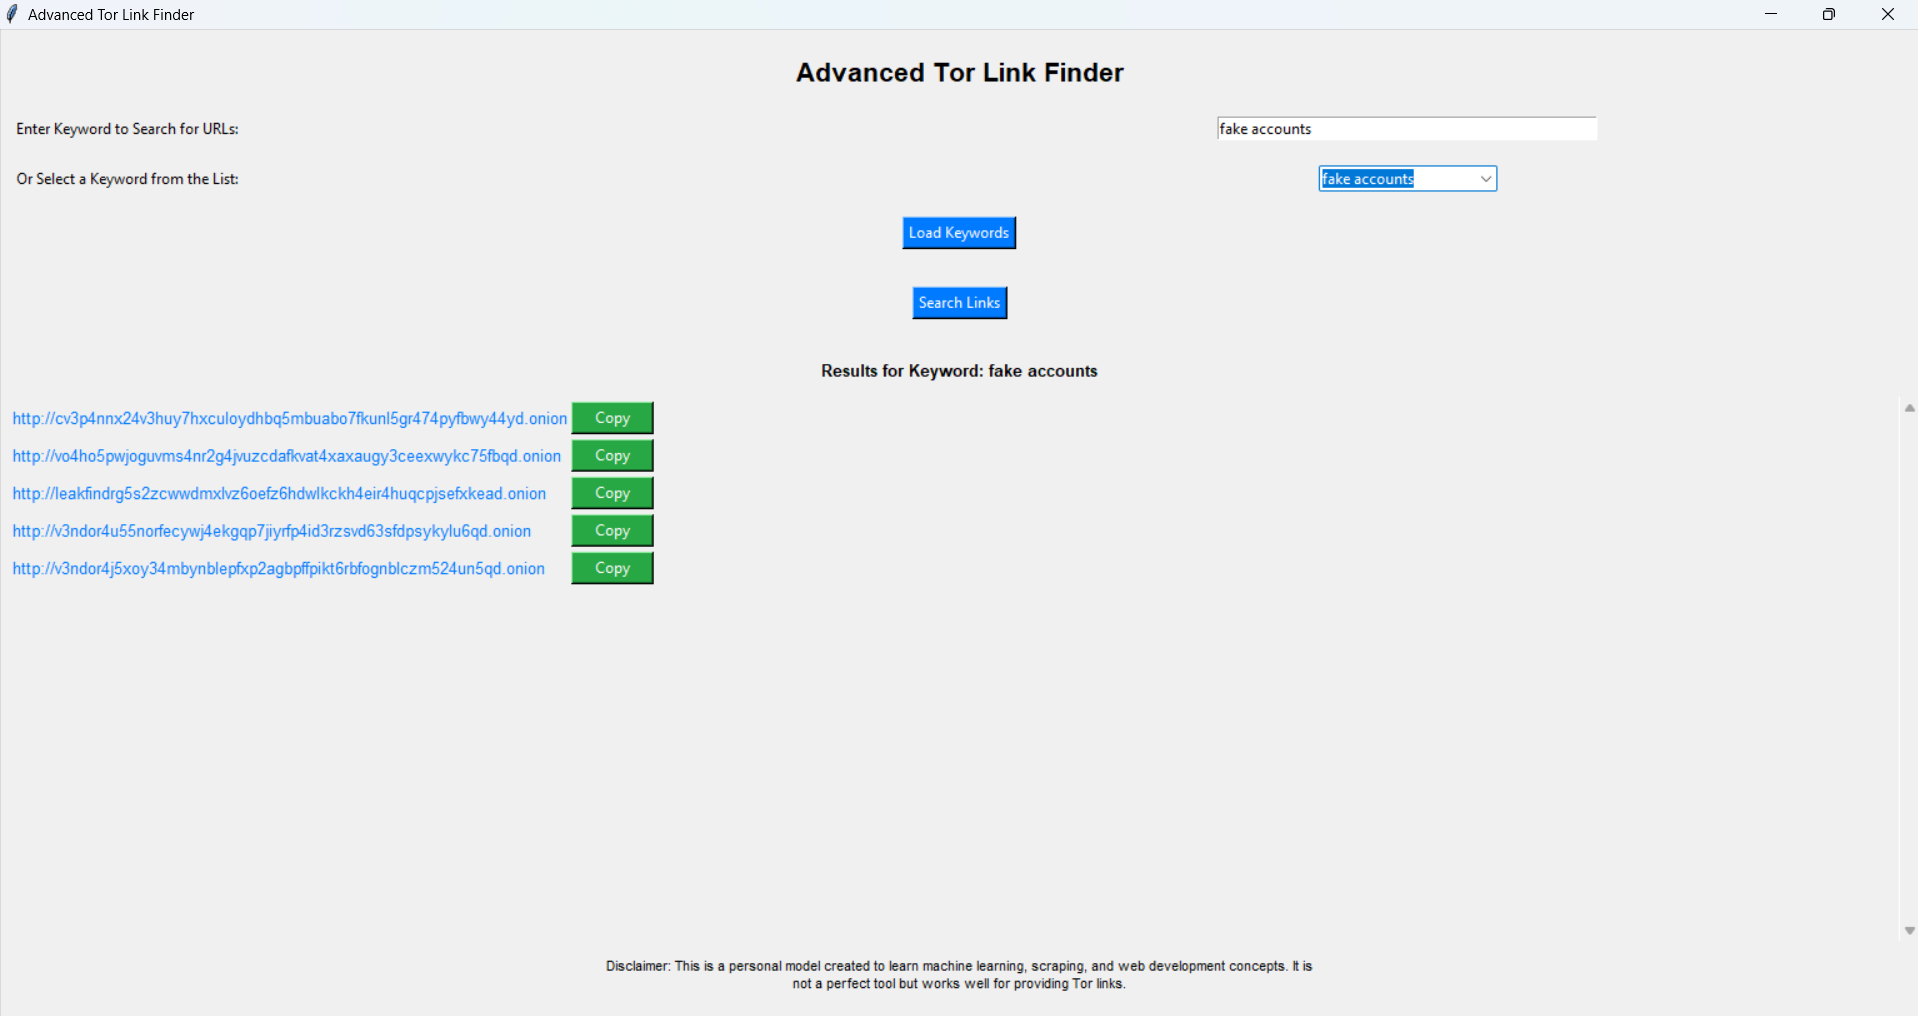 Advanced Tor Link Finder
Advanced Tor Link Finder
Enter Keyword to Search for URLs:
fake accounts
Or Select a Keyword from the List:
fake accounts
Load Keywords
Search Links
Results for Keyword: fake accounts
http://cv3p4nnx24v3huy7hxculoydhbq5mbuabo7fkunl5gr474pyfbwy44yd.onion Copy
http://vo4ho5pwjoguvms4nr2g4jvuzcdafkvat4xaxaugy3ceexwykc75fbqd.onion Copy
http://leakfindrg5s2zcwwdmxlvz6oefz6hdwlkckh4eir4huqcpjsefxkead.onion Copy
http://v3ndor4u55norfecywj4ekgqp7jiyrfp4id3rzsvd63sfdpsykylu6qd.onion Copy
http://v3ndor4j5xoy34mbynblepfxp2agbpffpikt6rbfognblczm524un5qd.onion Copy
Disclaimer: This is a personal model created to learn machine learning, scraping, and web development concepts. It is
not a perfect tool but works well for providing Tor links.